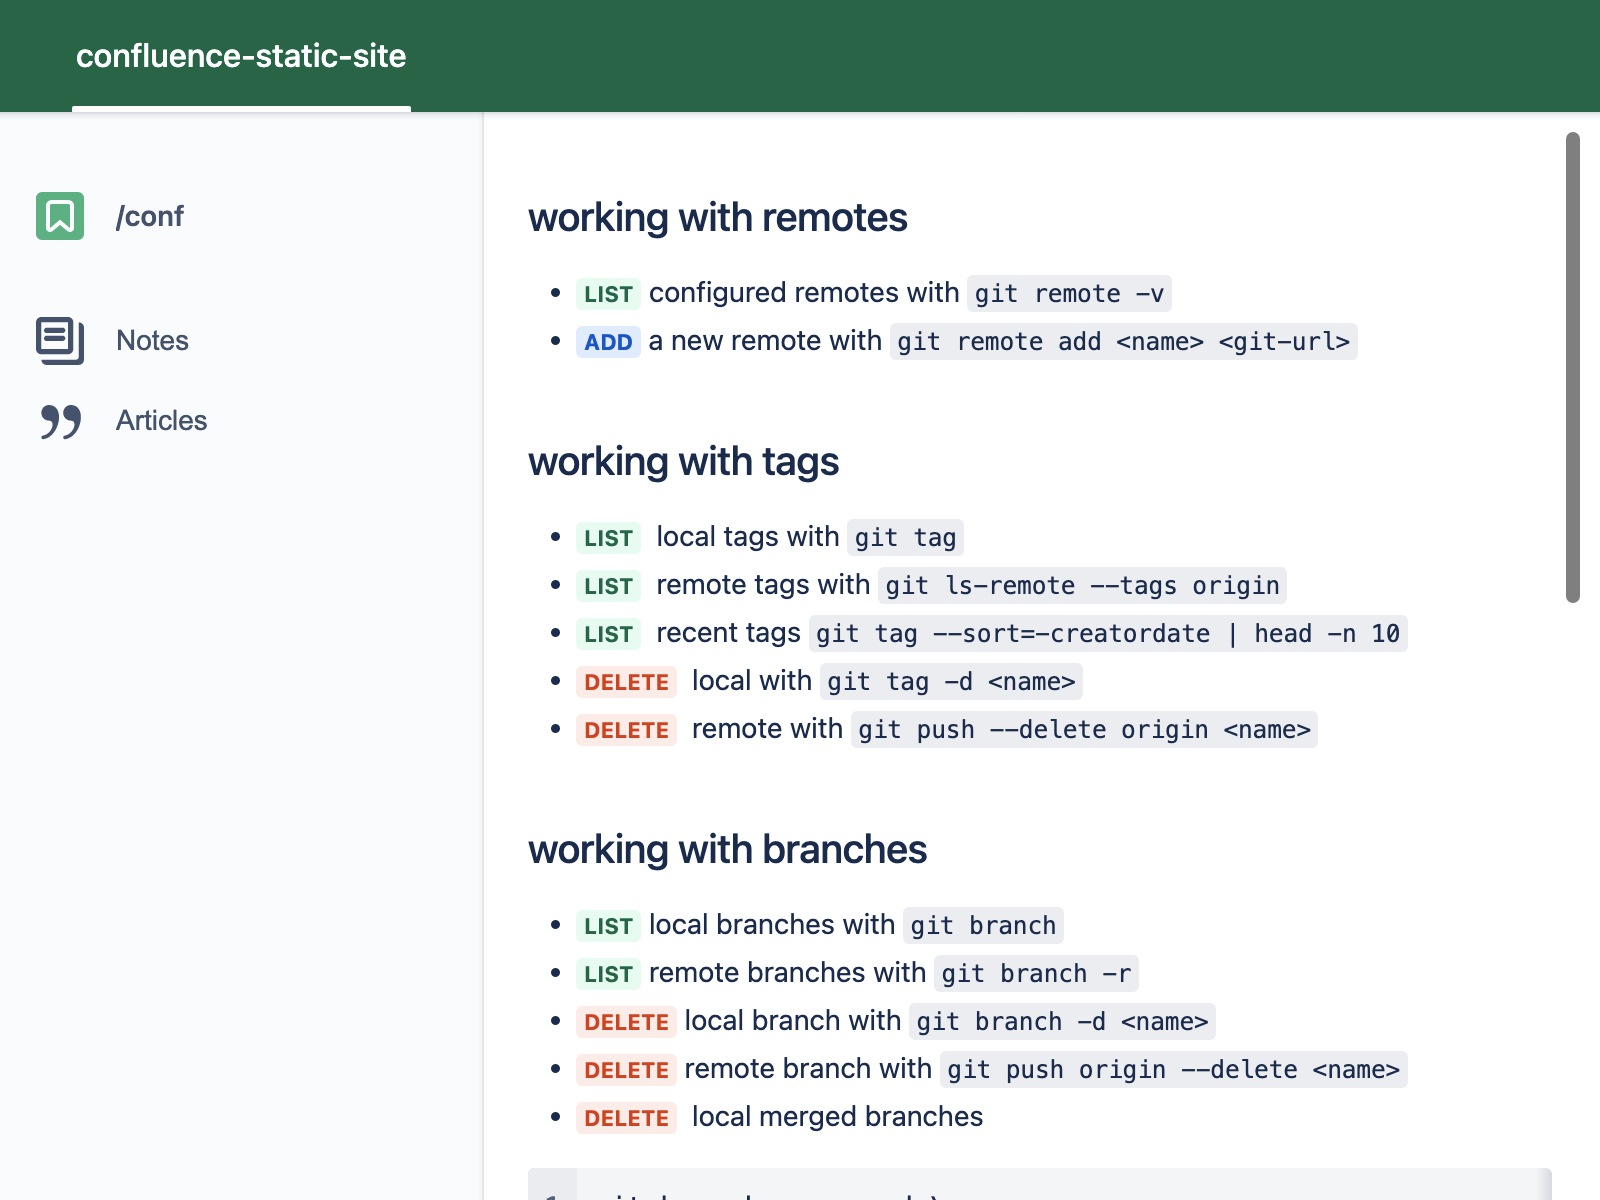 confluence-static-site
/conf
Notes
Articles
working with remotes
LIST configured remotes with git remote -v
ADD a new remote with git remote add <name> <git-url>
working with tags
LIST local tags with git tag
LIST remote tags with git ls-remote --tags origin
LIST recent tags git tag --sort=-creatordate | head -n 10
DELETE local with git tag -d <name>
DELETE remote with git push --delete origin <name>
working with branches
LIST local branches with git branch
LIST remote branches with git branch -r
DELETE local branch with git branch -d <name>
DELETE remote branch with git push origin --delete <name>
DELETE local merged branches